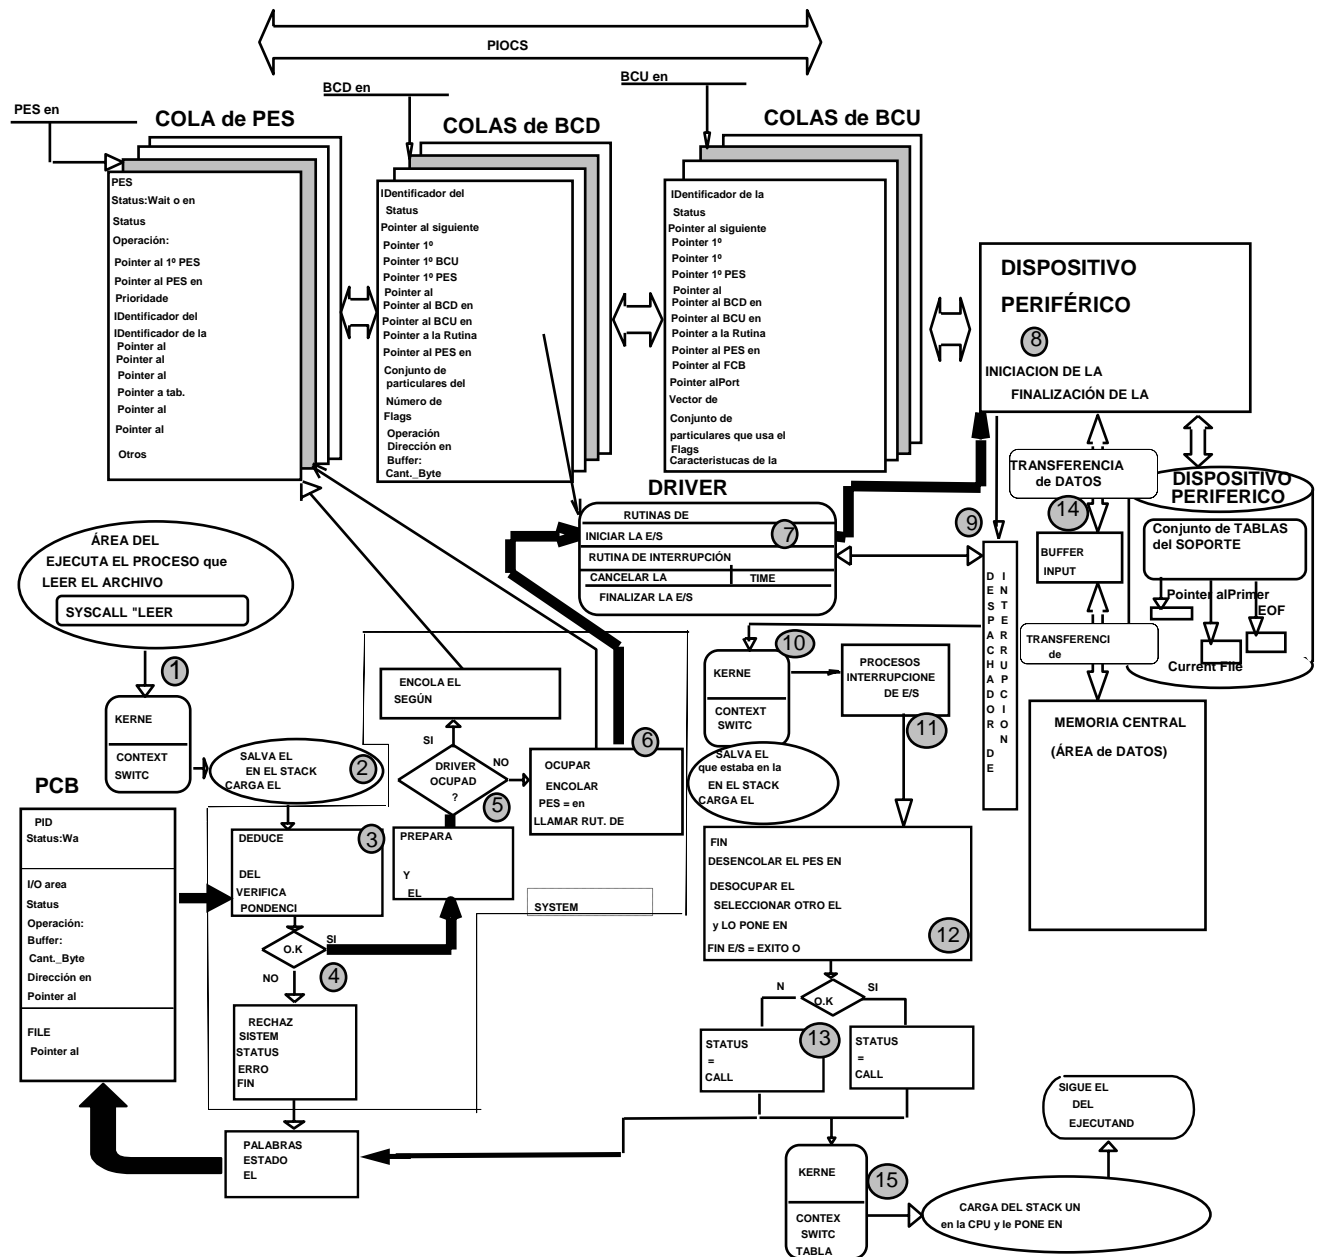 PIOCS
BCD en
BCU en
PES en
COLA de PES
COLAS de BCD
COLAS de BCU
PES
Status:Wait o en
Status
Operación:
Pointer al 1º PES
Pointer al PES en
Prioridade
IDentificador del
IDentificador de la
Pointer al
Pointer al
Pointer al
Pointer a tab.
Pointer al
Pointer al
Otros
IDentificador del
Status
Pointer al siguiente
Pointer 1º
Pointer 1º BCU
Pointer 1º PES
Pointer al
Pointer al BCD en
Pointer al BCU en
Pointer a la Rutina
Pointer al PES en
Conjunto de
particulares del
Número de
Flags
Operación
Dirección en
Buffer:
Cant._Byte
IDentificador de la
Status
Pointer al siguiente
Pointer 1º
Pointer 1º
Pointer 1º PES
Pointer al
Pointer al BCD en
Pointer al BCU en
Pointer a la Rutina
Pointer al PES en
Pointer al FCB
Pointer alPort
Vector de
Conjunto de
particulares que usa el
Flags
Caracteristucas de la
DISPOSITIVO
PERIFÉRICO
8
INICIACION DE LA
FINALIZACIÓN DE LA
TRANSFERENCIA
de DATOS
14
BUFFER
INPUT
TRANSFERENCI
de
DISPOSITIVO
PERIFERICO
Conjunto de TABLAS
del SOPORTE
Pointer alPrimer
EOF
Current File
MEMORIA CENTRAL
(ÁREA de DATOS)
DRIVER
RUTINAS DE
INICIAR LA E/S
7
RUTINA DE INTERRUPCIÓN
CANCELAR LA
TIME
FINALIZAR LA E/S
9
DESPACHADOR DE
INTERRUPCION
ÁREA DEL
EJECUTA EL PROCESO que
LEER EL ARCHIVO
SYSCALL "LEER
1
KERNE
CONTEXT
SWITC
SALVA EL
EN EL STACK
CARGA EL
2
ENCOLA EL
SEGÚN
SI
DRIVER
OCUPAD
?
NO
5
6
OCUPAR
ENCOLAR
PES = en
LLAMAR RUT. DE
PREPARA
Y
EL
SYSTEM
3
DEDUCE
DEL
VERIFICA
PONDENCI
O.K
SI
NO
4
RECHAZ
SISTEM
STATUS
ERRO
FIN
PALABRAS
ESTADO
EL
PCB
PID
Status:Wa
I/O area
Status
Operación:
Buffer:
Cant._Byte
Dirección en
Pointer al
FILE
Pointer al
10
KERNE
CONTEXT
SWITC
SALVA EL
que estaba en la
EN EL STACK
CARGA EL
PROCESOS
INTERRUPCIONE
DE E/S
11
FIN
DESENCOLAR EL PES EN
DESOCUPAR EL
SELECCIONAR OTRO EL
y LO PONE EN
FIN E/S = EXITO O
12
N
O.K
SI
STATUS
=
CALL
13
STATUS
=
CALL
KERNE
CONTEX
SWITC
TABLA
15
CARGA DEL STACK UN
en la CPU y le PONE EN
SIGUE EL
DEL
EJECUTAND